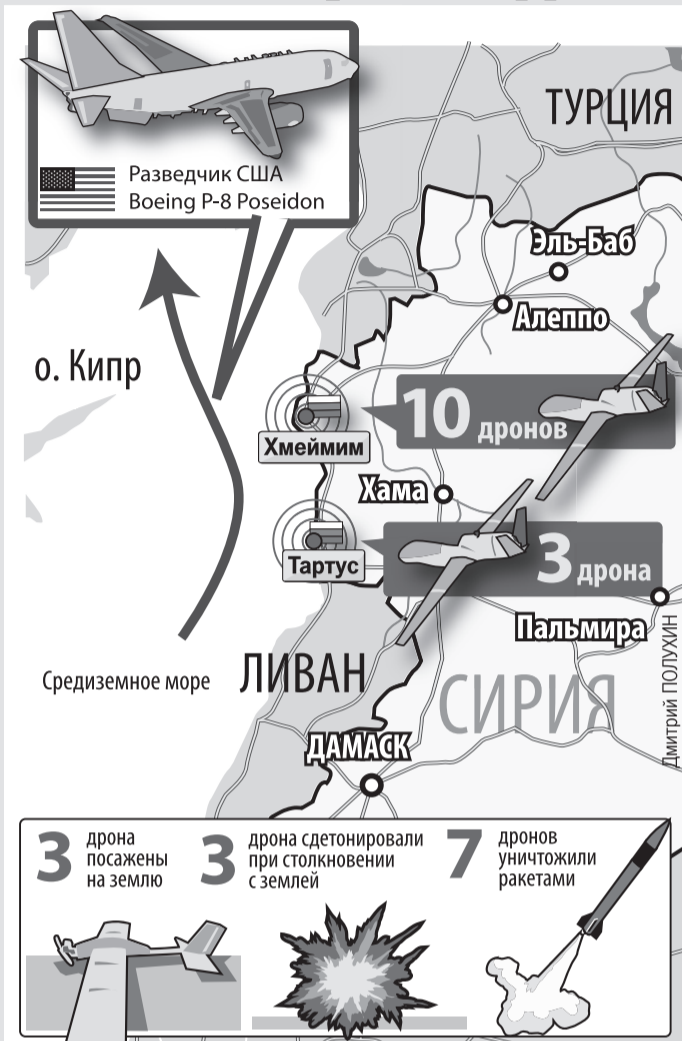 Разведчик США
Boeing P-8 Poseidon
ТУРЦИЯ
Эль-Баб
Алеппо
о. Кипр
10 дронов
Хмеймим
Хама
3 дрона
Тартус
Пальмира
Средиземное море
ЛИВАН
СИРИЯ
Дмитрий ПОЛУХИН
ДАМАСК
3 дрона
посажены
на землю
3 дрона сдетонировали
при столкновении
с землей
7 дронов
уничтожили
ракетами